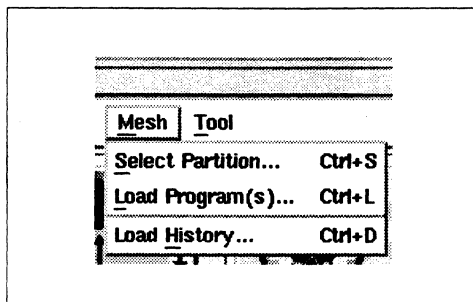 Mesh Tool
Select Partition... Ctrl+S
Load Program(s)... Ctrl+L
Load History... Ctrl+D